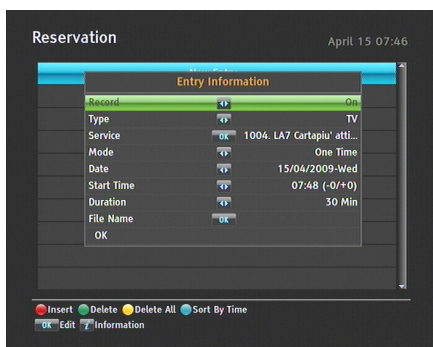 Reservation
April 15 07:46
New Entry
Entry Information
Record On
Type TV
Service OK 1004. LA7 Cartapiu' atti...
Mode One Time
Date 15/04/2009-Wed
Start Time 07:48 (-0/+0)
Duration 30 Min
File Name OK
OK
Insert Delete Delete All Sort By Time
OK Edit i Information